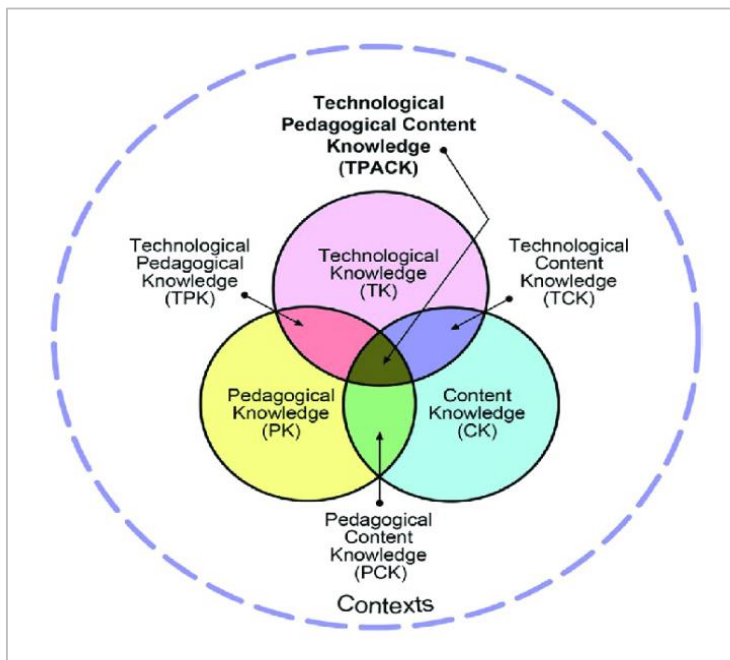 Technological
Pedagogical Content
Knowledge
(TPACK)
Technological
Pedagogical
Knowledge
(TPK)
Technological
Knowledge
(TK)
Technological
Content
Knowledge
(TCK)
Pedagogical
Knowledge
(PK)
Content
Knowledge
(CK)
Pedagogical
Content
Knowledge
(PCK)
Contexts